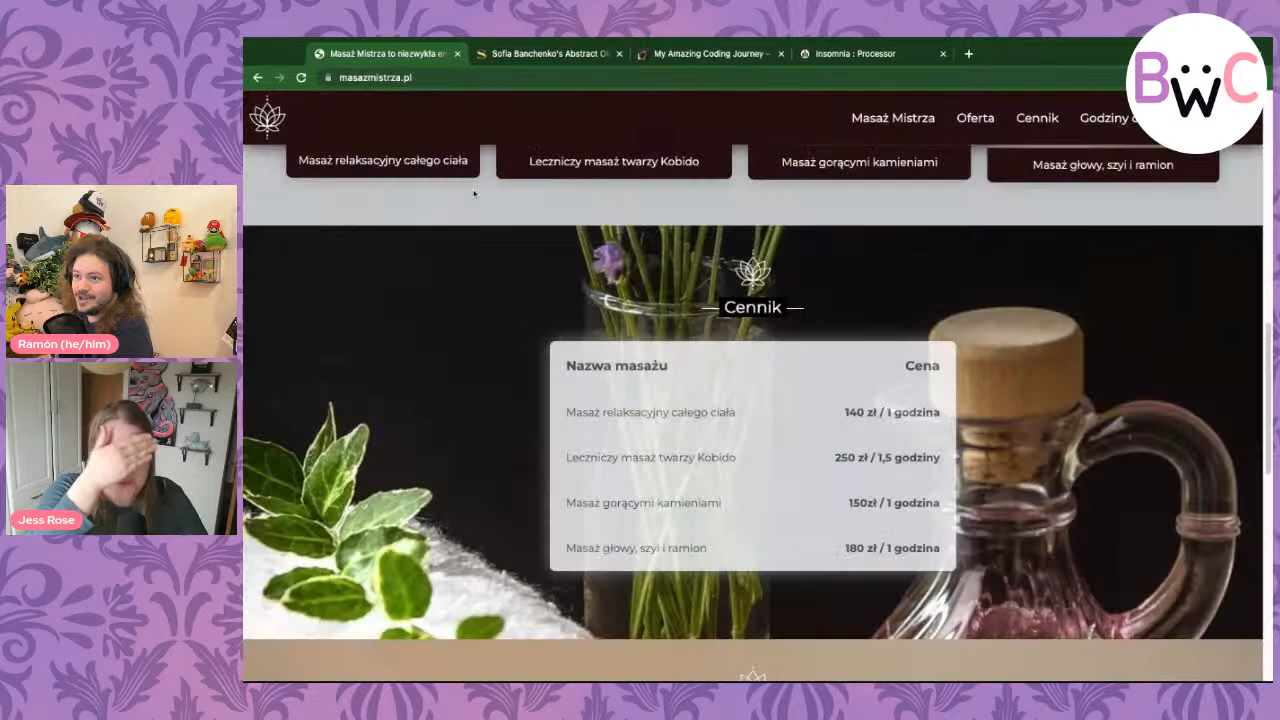 Masaż Mistrza to niezwykła
Sofia Banchenko's Abstract
My Amazing Coding Journey –
Insomnia : Processor
masazmistrza.pl
BWC
Masaż Mistrza
Oferta
Cennik
Godziny
Masaż relaksacyjny całego ciała
Leczniczy masaż twarzy Kobido
Masaż gorącymi kamieniami
Masaż głowy, szyi i ramion
Cennik
Nazwa masażu Cena
Masaż relaksacyjny całego ciała 140 zł / 1 godzina
Leczniczy masaż twarzy Kobido 250 zł / 1,5 godziny
Masaż gorącymi kamieniami 150zł / 1 godzina
Masaż głowy, szyi i ramion 180 zł / 1 godzina
Ramón (he/him)
Jess Rose